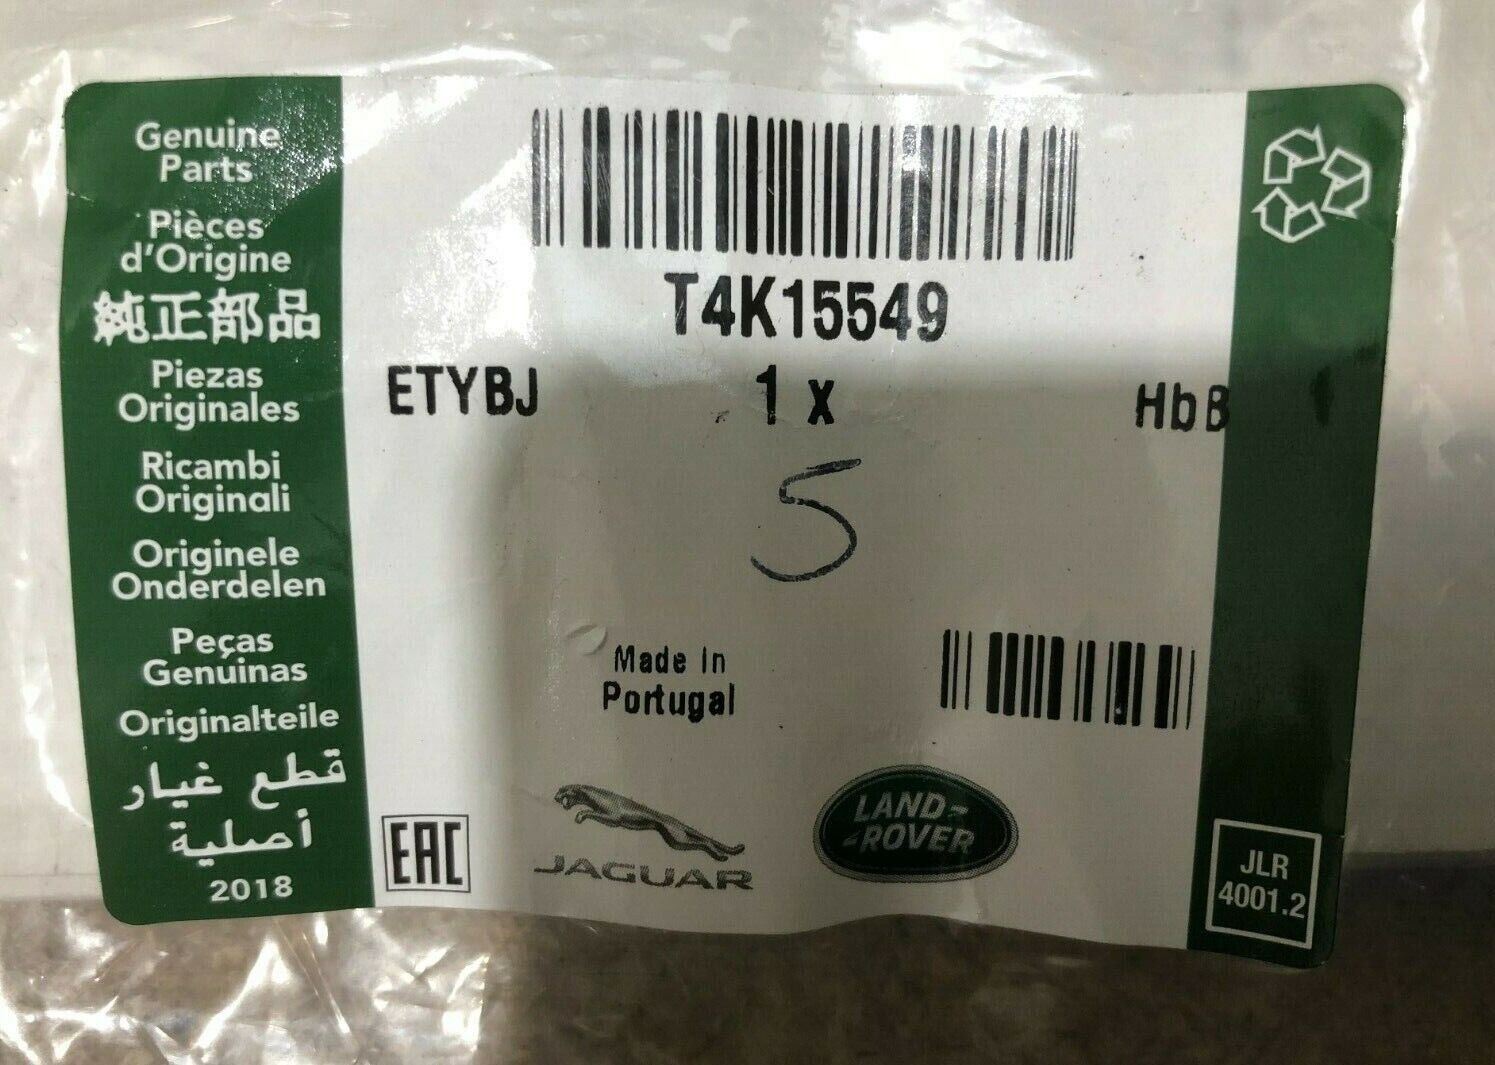 Genuine
Parts
Pièces
d'Origine
純正部品
Piezas
Originales
Ricambi
Originali
Originele
Onderdelen
Peças
Genuinas
Originalteile
قطع غيار
أصلية
2018
T4K15549
ETYBJ 1 x HbB
5
Made In
Portugal
EAC
JAGUAR
LAND-
-ROVER
JLR
4001.2